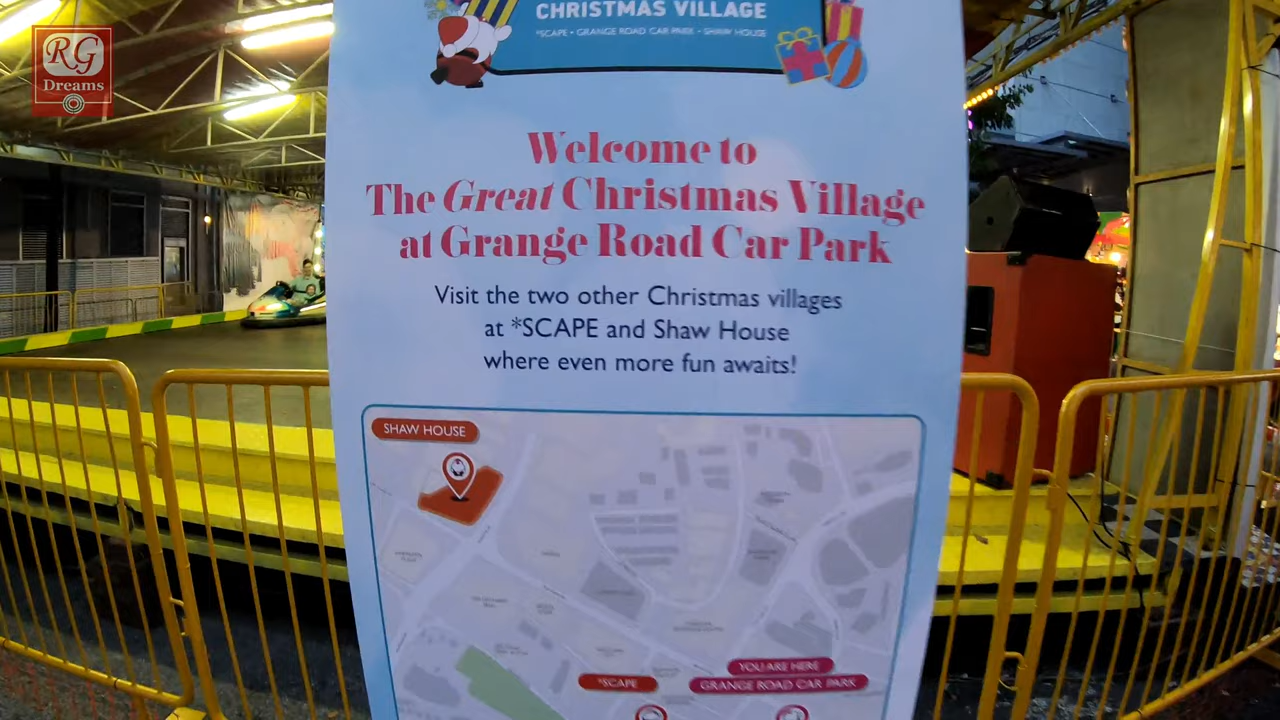 RG
Dreams
CHRISTMAS VILLAGE
*SCAPE • GRANGE ROAD CAR PARK • SHAW HOUSE
Welcome to
The Great Christmas Village
at Grange Road Car Park
Visit the two other Christmas villages
at *SCAPE and Shaw House
where even more fun awaits!
SHAW HOUSE
YOU ARE HERE
*SCAPE
GRANGE ROAD CAR PARK